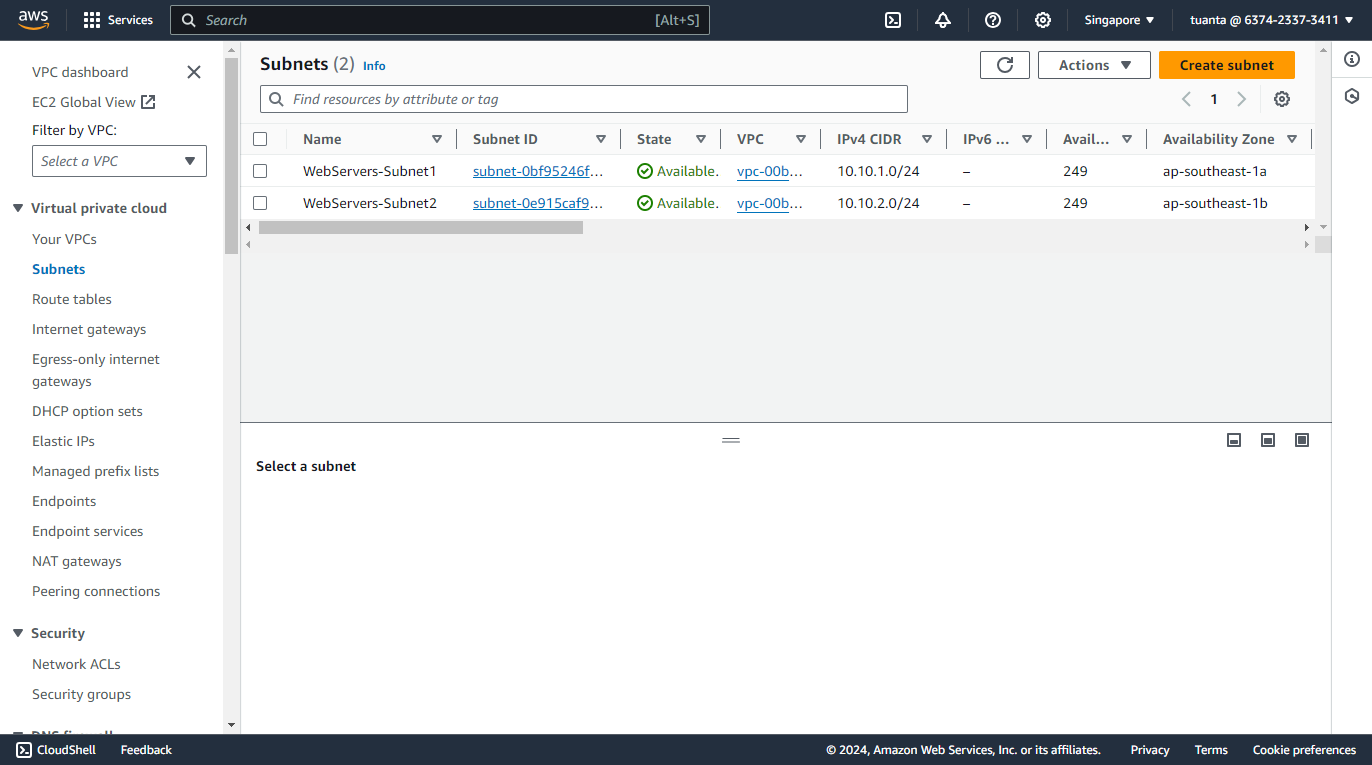 aws Services Search [Alt+S] Singapore tuanta @ 6374-2337-3411
VPC dashboard
EC2 Global View
Filter by VPC:
Select a VPC
Virtual private cloud
Your VPCs
Subnets
Route tables
Internet gateways
Egress-only internet
gateways
DHCP option sets
Elastic IPs
Managed prefix lists
Endpoints
Endpoint services
NAT gateways
Peering connections
Security
Network ACLs
Security groups
Subnets (2) Info
Actions Create subnet
Find resources by attribute or tag
1
Name Subnet ID State VPC IPv4 CIDR IPv6 ... Avail... Availability Zone
WebServers-Subnet1 subnet-0bf95246f... Available. vpc-00b... 10.10.1.0/24 – 249 ap-southeast-1a
WebServers-Subnet2 subnet-0e915caf9... Available. vpc-00b... 10.10.2.0/24 – 249 ap-southeast-1b
Select a subnet
CloudShell Feedback © 2024, Amazon Web Services, Inc. or its affiliates. Privacy Terms Cookie preferences